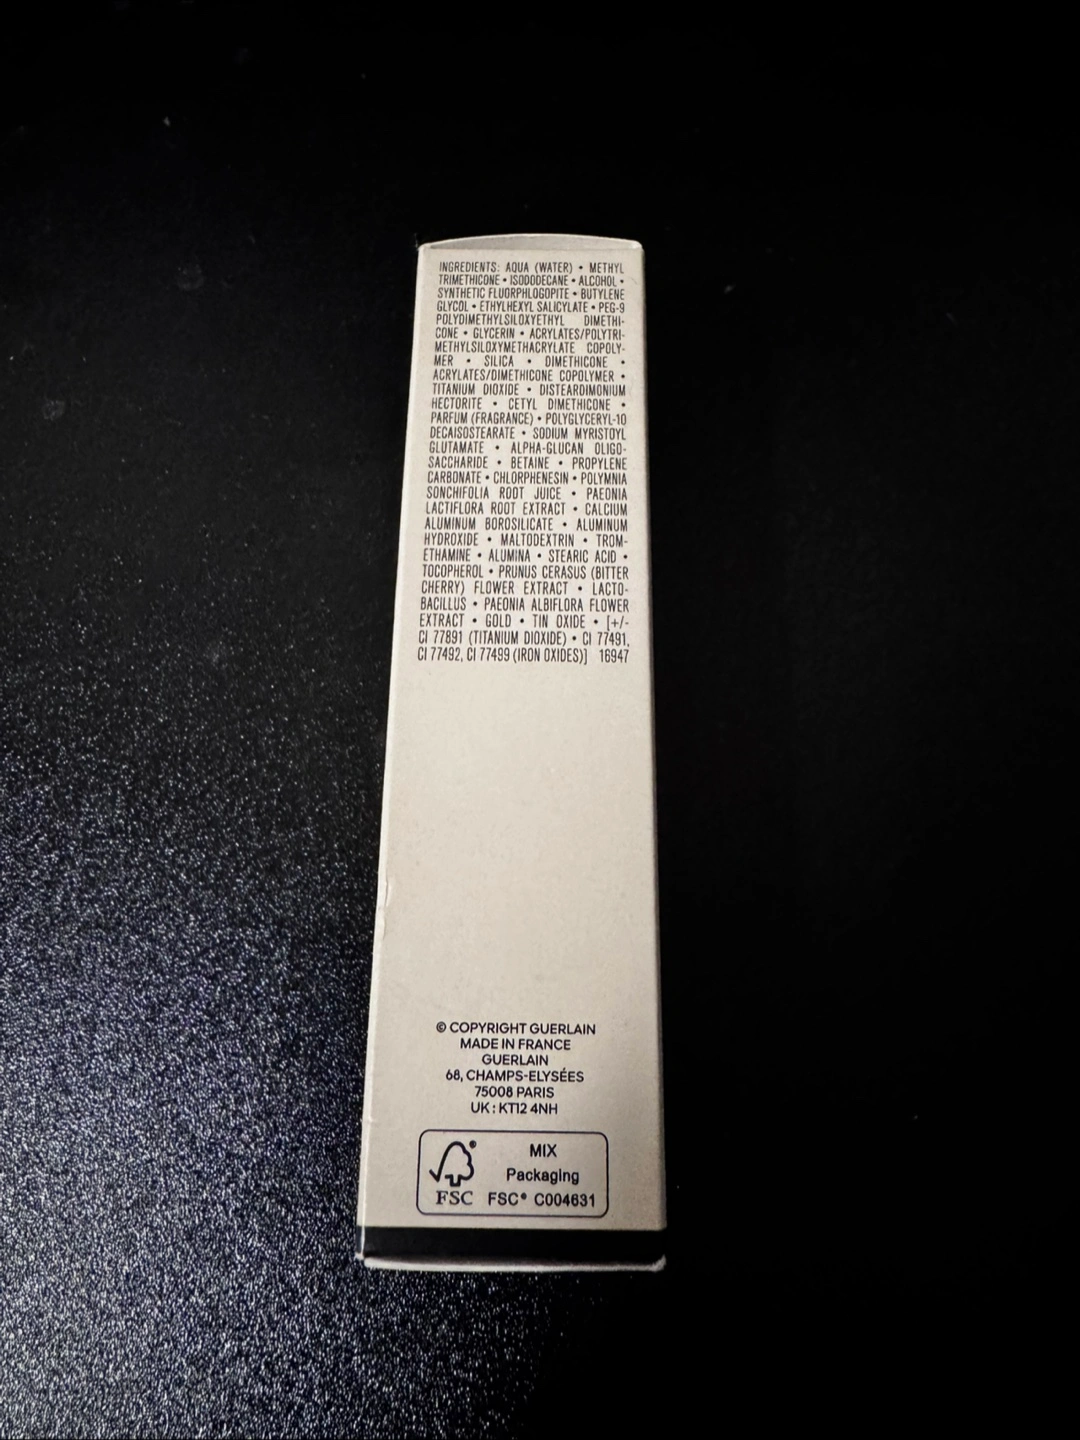 INGREDIENTS: AQUA (WATER) • METHYL
TRIMETHICONE • ISODODECANE • ALCOHOL •
SYNTHETIC FLUORPHLOGOPITE • BUTYLENE
GLYCOL • ETHYLHEXYL SALICYLATE • PEG-9
POLYDIMETHYLSILOXYETHYL DIMETHI-
CONE • GLYCERIN • ACRYLATES/POLYTRI-
METHYLSILOXYMETHACRYLATE COPOLY-
MER • SILICA • DIMETHICONE •
ACRYLATES/DIMETHICONE COPOLYMER •
TITANIUM DIOXIDE • DISTEARDIMONIUM
HECTORITE • CETYL DIMETHICONE •
PARFUM (FRAGRANCE) • POLYGLYCERYL-10
DECAISOSTEARATE • SODIUM MYRISTOYL
GLUTAMATE • ALPHA-GLUCAN OLIGO-
SACCHARIDE • BETAINE • PROPYLENE
CARBONATE • CHLORPHENESIN • POLYMNIA
SONCHIFOLIA ROOT JUICE • PAEONIA
LACTIFLORA ROOT EXTRACT • CALCIUM
ALUMINUM BOROSILICATE • ALUMINUM
HYDROXIDE • MALTODEXTRIN • TROM-
ETHAMINE • ALUMINA • STEARIC ACID •
TOCOPHEROL • PRUNUS CERASUS (BITTER
CHERRY) FLOWER EXTRACT • LACTO-
BACILLUS • PAEONIA ALBIFLORA FLOWER
EXTRACT • GOLD • TIN OXIDE • [+/-
CI 77891 (TITANIUM DIOXIDE) • CI 77491,
CI 77492, CI 77499 (IRON OXIDES)] 16947
© COPYRIGHT GUERLAIN
MADE IN FRANCE
GUERLAIN
68, CHAMPS-ELYSÉES
75008 PARIS
UK : KT12 4NH
MIX
Packaging
FSC FSC® C004631